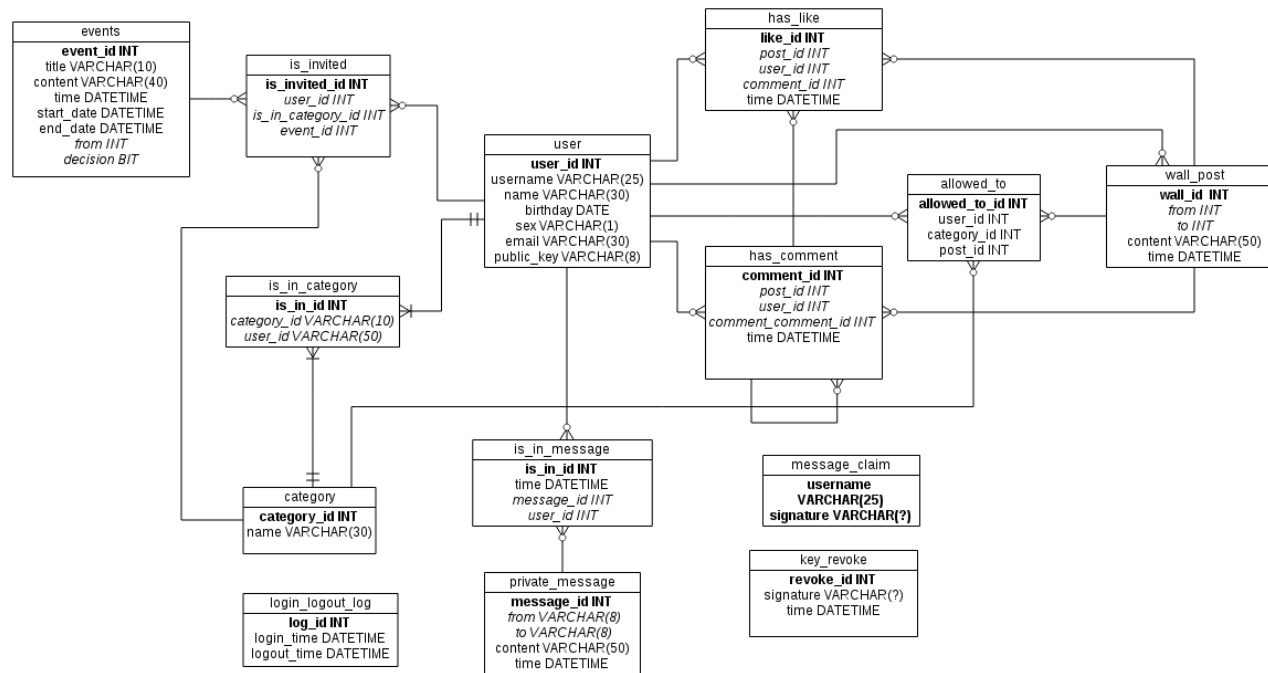 events
event_id INT
title VARCHAR(10)
content VARCHAR(40)
time DATETIME
start_date DATETIME
end_date DATETIME
from INT
decision BIT
is_invited
is_invited_id INT
user_id INT
is_in_category_id INT
event_id INT
has_like
like_id INT
post_id INT
user_id INT
comment_id INT
time DATETIME
user
user_id INT
username VARCHAR(25)
name VARCHAR(30)
birthday DATE
sex VARCHAR(1)
email VARCHAR(30)
public_key VARCHAR(8)
allowed_to
allowed_to_id INT
user_id INT
category_id INT
post_id INT
wall_post
wall_id INT
from INT
to INT
content VARCHAR(50)
time DATETIME
has_comment
comment_id INT
post_id INT
user_id INT
comment_comment_id INT
time DATETIME
is_in_category
is_in_id INT
category_id VARCHAR(10)
user_id VARCHAR(50)
is_in_message
is_in_id INT
time DATETIME
message_id INT
user_id INT
message_claim
username
VARCHAR(25)
signature VARCHAR(?)
category
category_id INT
name VARCHAR(30)
key_revoke
revoke_id INT
signature VARCHAR(?)
time DATETIME
private_message
message_id INT
from VARCHAR(8)
to VARCHAR(8)
content VARCHAR(50)
time DATETIME
login_logout_log
log_id INT
login_time DATETIME
logout_time DATETIME